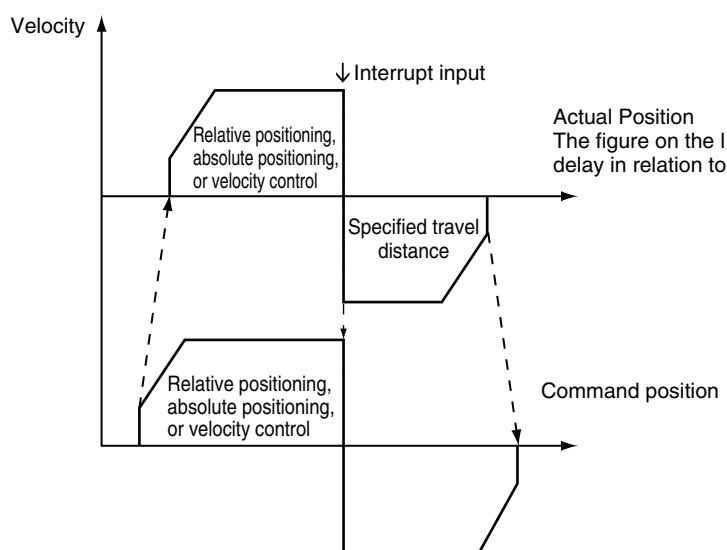 Velocity
Interrupt input
Relative positioning,
absolute positioning,
or velocity control
Actual Position
The figure on the
delay in relation to
Specified travel
distance
Relative positioning,
absolute positioning,
or velocity control
Command position